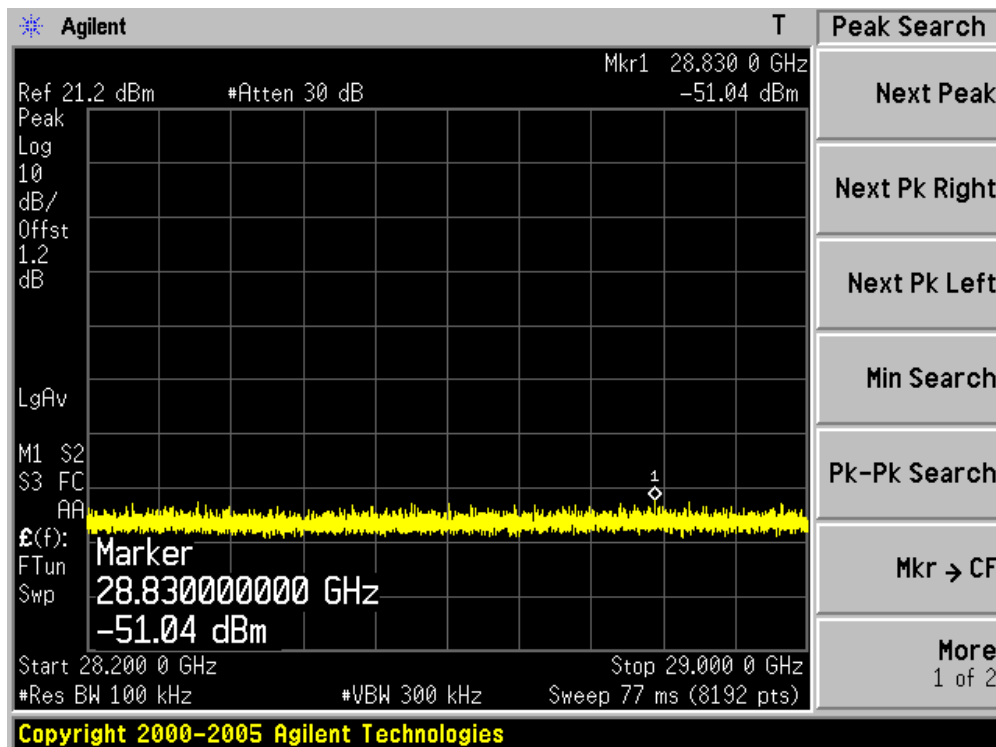 Agilent T
Peak Search
Mkr1 28.830 0 GHz
Ref 21.2 dBm #Atten 30 dB -51.04 dBm
Peak
Log
10
dB/
Offst
1.2
dB
LgAv
M1 S2
S3 FC
AA
£(f):
FTun
Swp
1
Marker
28.830000000 GHz
-51.04 dBm
Start 28.200 0 GHz Stop 29.000 0 GHz
#Res BW 100 kHz #VBW 300 kHz Sweep 77 ms (8192 pts)
Next Peak
Next Pk Right
Next Pk Left
Min Search
Pk-Pk Search
Mkr → CF
More
1 of 2
Copyright 2000-2005 Agilent Technologies